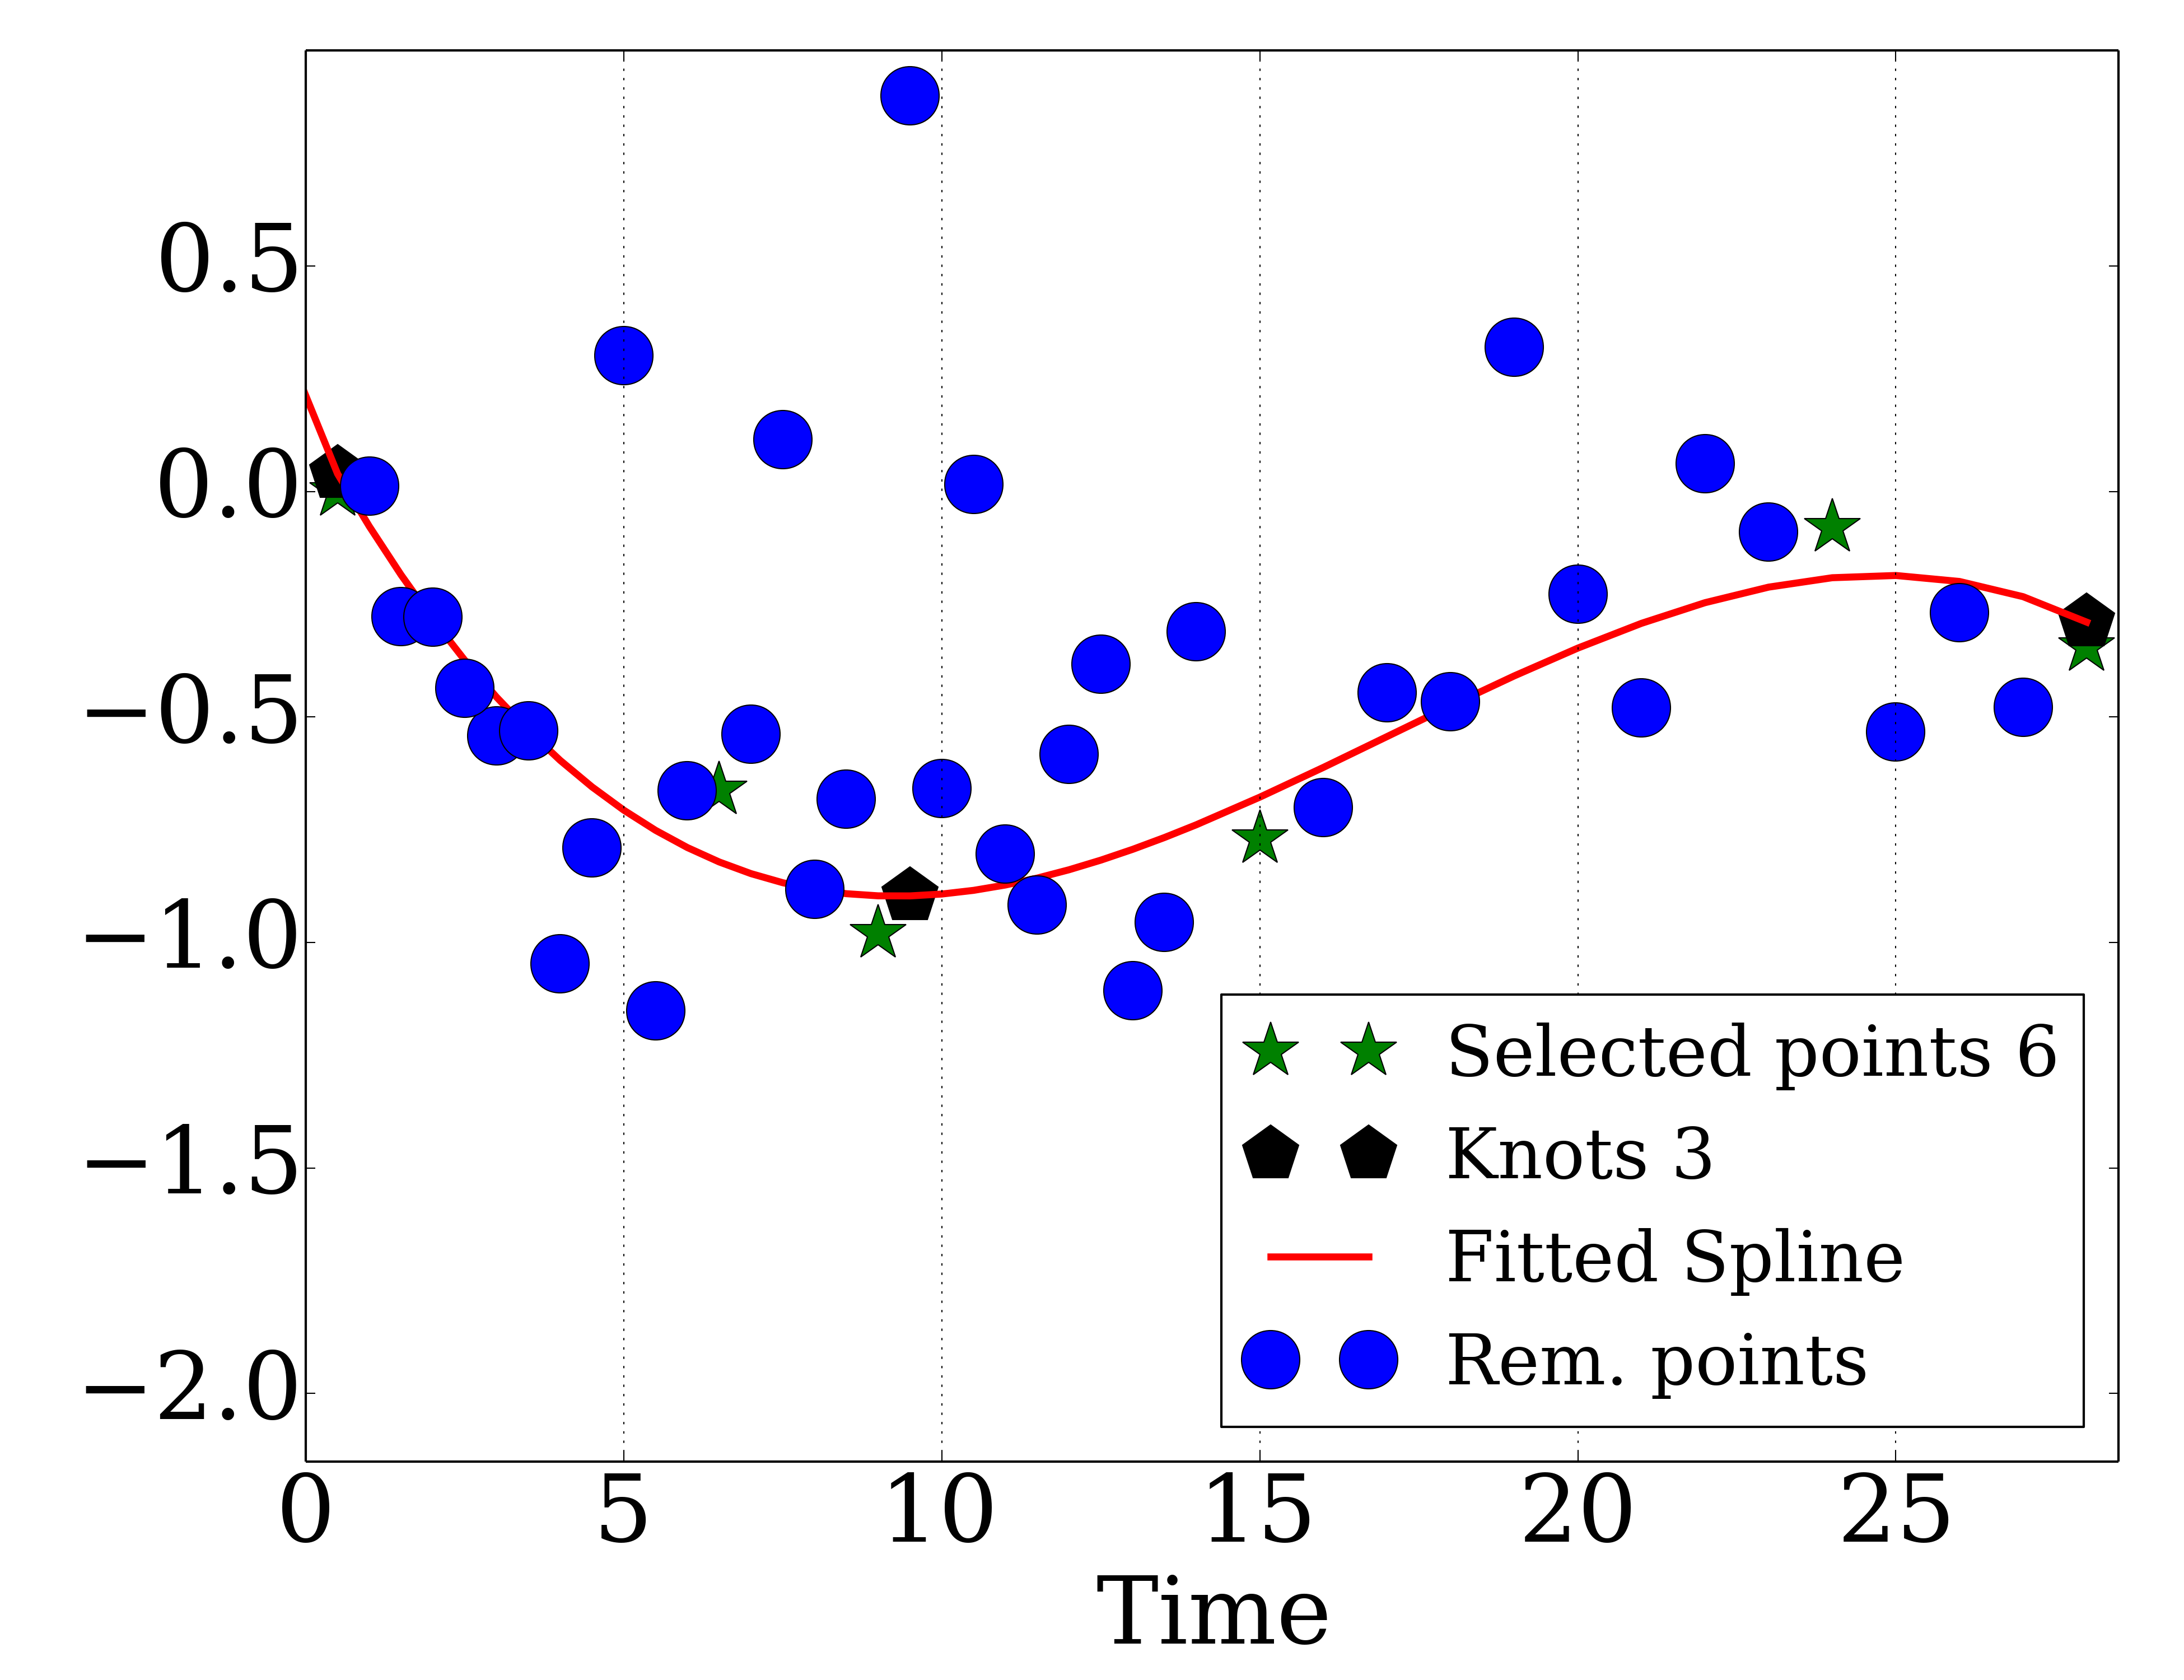 0.5
0.0
−0.5
−1.0
−1.5
−2.0
Selected points 6
Knots 3
Fitted Spline
Rem. points
0 5 10 15 20 25
Time